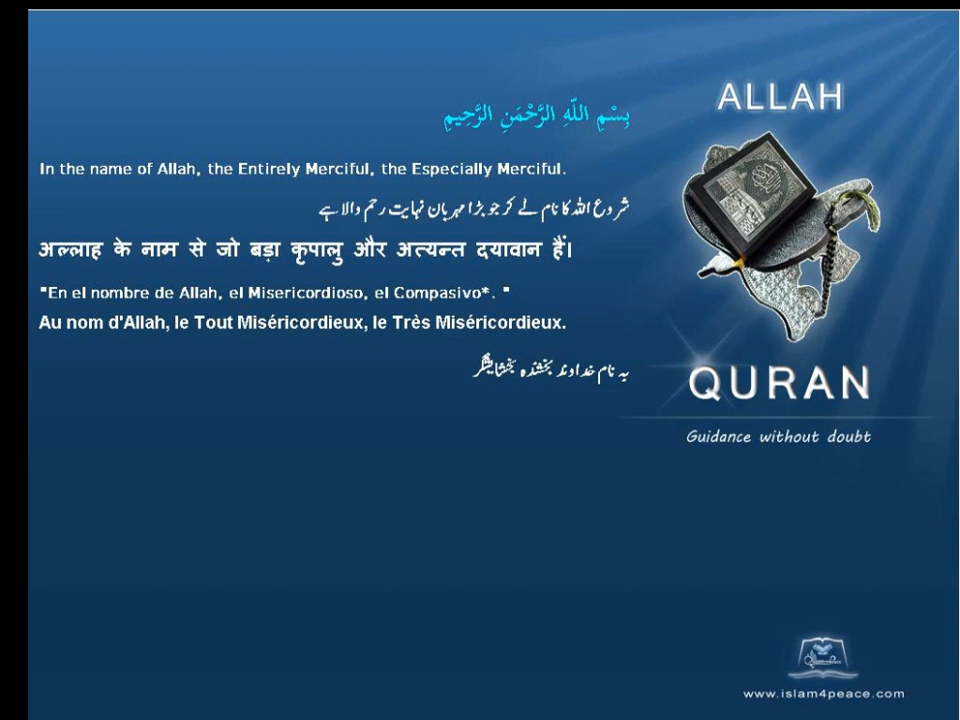 بِسْمِ اللّهِ الرَّحْمَنِ الرَّحِيمِ
In the name of Allah, the Entirely Merciful, the Especially Merciful.
شروع الله کا نام لے کر جو بڑا مہربان نہایت رحم والا ہے
अल्लाह के नाम से जो बड़ा कृपालु और अत्यन्त दयावान हैं।
"En el nombre de Allah, el Misericordioso, el Compasivo*. "
Au nom d'Allah, le Tout Miséricordieux, le Très Miséricordieux.
به نام خداوند بخشنده بخشایشگر
ALLAH
QURAN
Guidance without doubt
www.islam4peace.com